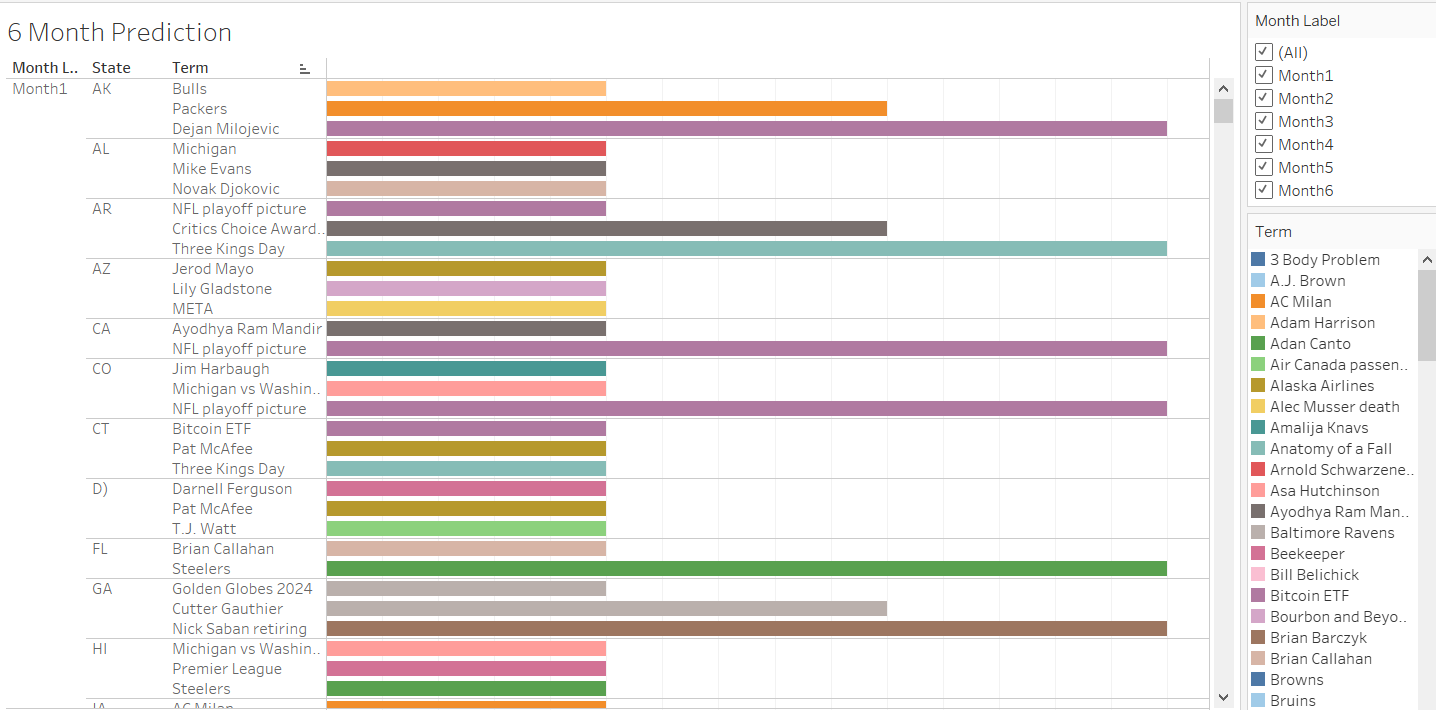 6 Month Prediction
Month L.. State Term
Month1 AK Bulls
Packers
Dejan Milojevic
AL Michigan
Mike Evans
Novak Djokovic
AR NFL playoff picture
Critics Choice Award..
Three Kings Day
AZ Jerod Mayo
Lily Gladstone
META
CA Ayodhya Ram Mandir
NFL playoff picture
CO Jim Harbaugh
Michigan vs Washin..
NFL playoff picture
CT Bitcoin ETF
Pat McAfee
Three Kings Day
D) Darnell Ferguson
Pat McAfee
T.J. Watt
FL Brian Callahan
Steelers
GA Golden Globes 2024
Cutter Gauthier
Nick Saban retiring
HI Michigan vs Washin..
Premier League
Steelers
IA AC Milan
Month Label
(All)
Month1
Month2
Month3
Month4
Month5
Month6
Term
3 Body Problem
A.J. Brown
AC Milan
Adam Harrison
Adan Canto
Air Canada passen..
Alaska Airlines
Alec Musser death
Amalija Knavs
Anatomy of a Fall
Arnold Schwarzene..
Asa Hutchinson
Ayodhya Ram Man..
Baltimore Ravens
Beekeeper
Bill Belichick
Bitcoin ETF
Bourbon and Beyo..
Brian Barczyk
Brian Callahan
Browns
Bruins